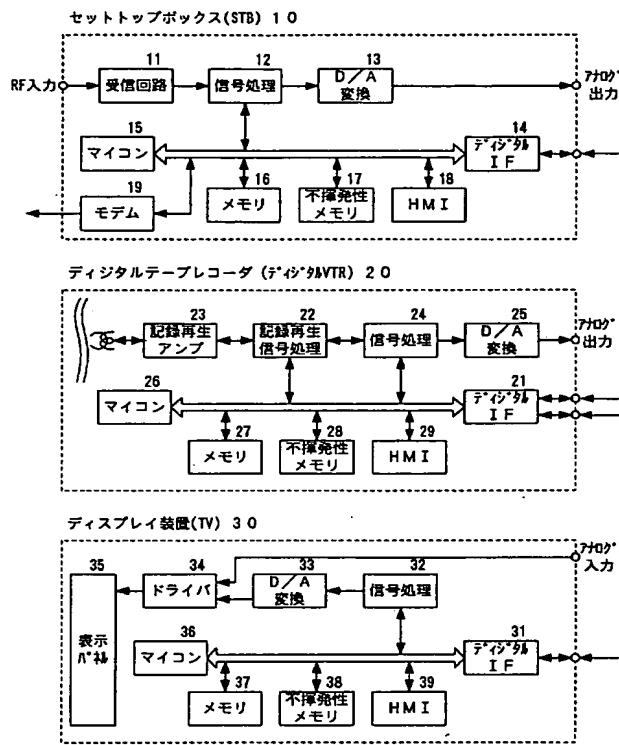 セットトップボックス(STB) 10
11
12
13
RF入力
受信回路
信号処理
D/A
変換
アナログ
出力
15
14
マイコン
ディジタル
IF
19
16
17
18
モデム
メモリ
不揮発性
メモリ
HMI
ディジタルテープレコーダ(ディジタルVTR) 20
23
22
24
25
記録再生
アンプ
記録再生
信号処理
信号処理
D/A
変換
アナログ
出力
26
21
マイコン
ディジタル
IF
27
28
29
メモリ
不揮発性
メモリ
HMI
ディスプレイ装置(TV) 30
35
34
33
32
アナログ
入力
ドライバ
D/A
変換
信号処理
表示
パネル
36
31
マイコン
ディジタル
IF
37
38
39
メモリ
不揮発性
メモリ
HMI